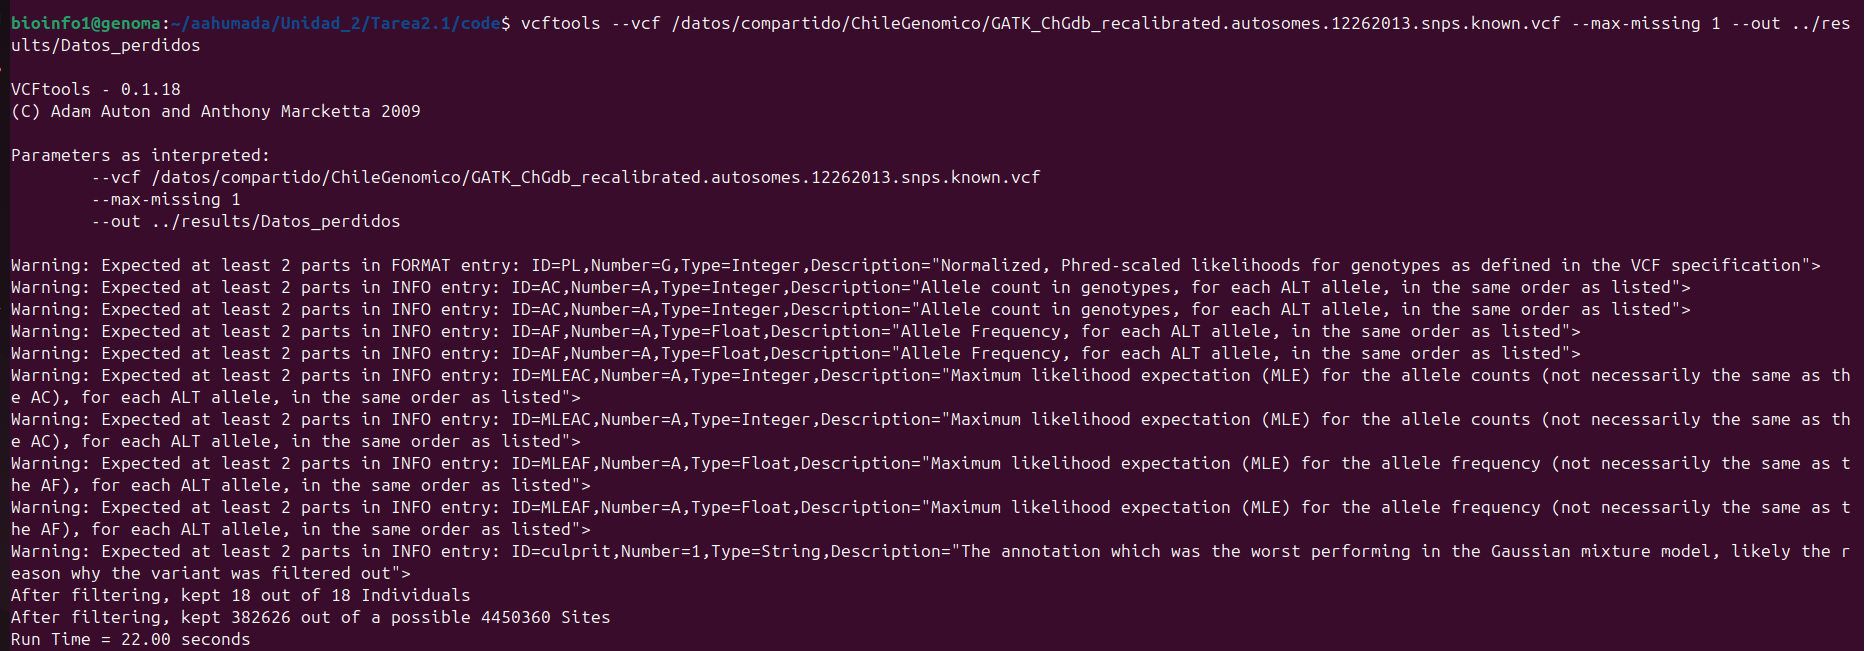 bioinfo1@genoma:~/aahumada/Unidad_2/Tarea2.1/code$ vcftools --vcf /datos/compartido/ChileGenomico/GATK_ChGdb_recalibrated.autosomes.12262013.snps.known.vcf --max-missing 1 --out ../res
ults/Datos_perdidos

VCFtools - 0.1.18
(C) Adam Auton and Anthony Marcketta 2009

Parameters as interpreted:
        --vcf /datos/compartido/ChileGenomico/GATK_ChGdb_recalibrated.autosomes.12262013.snps.known.vcf
        --max-missing 1
        --out ../results/Datos_perdidos

Warning: Expected at least 2 parts in FORMAT entry: ID=PL,Number=G,Type=Integer,Description="Normalized, Phred-scaled likelihoods for genotypes as defined in the VCF specification">
Warning: Expected at least 2 parts in INFO entry: ID=AC,Number=A,Type=Integer,Description="Allele count in genotypes, for each ALT allele, in the same order as listed">
Warning: Expected at least 2 parts in INFO entry: ID=AC,Number=A,Type=Integer,Description="Allele count in genotypes, for each ALT allele, in the same order as listed">
Warning: Expected at least 2 parts in INFO entry: ID=AF,Number=A,Type=Float,Description="Allele Frequency, for each ALT allele, in the same order as listed">
Warning: Expected at least 2 parts in INFO entry: ID=AF,Number=A,Type=Float,Description="Allele Frequency, for each ALT allele, in the same order as listed">
Warning: Expected at least 2 parts in INFO entry: ID=MLEAC,Number=A,Type=Integer,Description="Maximum likelihood expectation (MLE) for the allele counts (not necessarily the same as th
e AC), for each ALT allele, in the same order as listed">
Warning: Expected at least 2 parts in INFO entry: ID=MLEAC,Number=A,Type=Integer,Description="Maximum likelihood expectation (MLE) for the allele counts (not necessarily the same as th
e AC), for each ALT allele, in the same order as listed">
Warning: Expected at least 2 parts in INFO entry: ID=MLEAF,Number=A,Type=Float,Description="Maximum likelihood expectation (MLE) for the allele frequency (not necessarily the same as t
he AF), for each ALT allele, in the same order as listed">
Warning: Expected at least 2 parts in INFO entry: ID=MLEAF,Number=A,Type=Float,Description="Maximum likelihood expectation (MLE) for the allele frequency (not necessarily the same as t
he AF), for each ALT allele, in the same order as listed">
Warning: Expected at least 2 parts in INFO entry: ID=culprit,Number=1,Type=String,Description="The annotation which was the worst performing in the Gaussian mixture model, likely the r
eason why the variant was filtered out">
After filtering, kept 18 out of 18 Individuals
After filtering, kept 382626 out of a possible 4450360 Sites
Run Time = 22.00 seconds